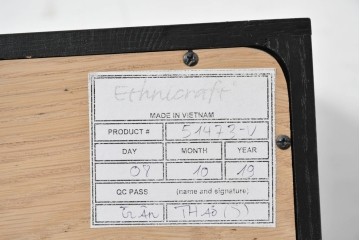 Ethnicraft
MADE IN VIETNAM
PRODUCT # 51473-V
DAY MONTH YEAR
07 10 19
QC PASS (name and signature)